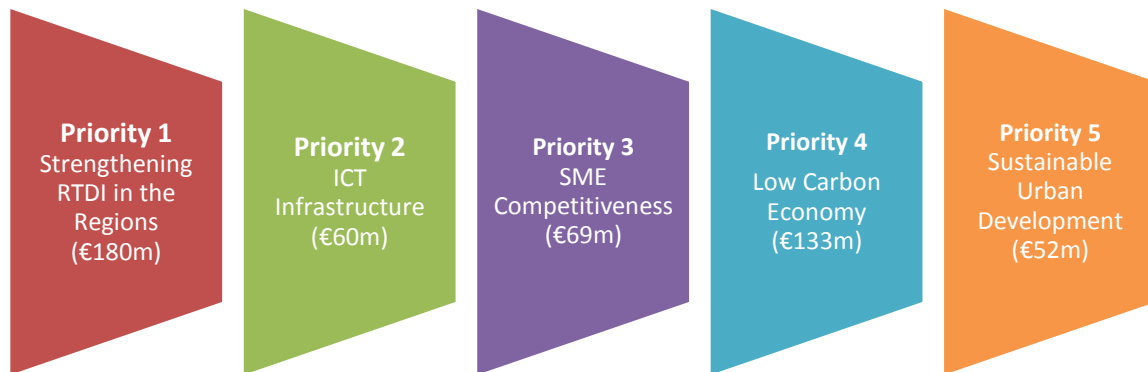 Priority 1
Strengthening
RTDI in the
Regions
(€180m)
Priority 2
ICT
Infrastructure
(€60m)
Priority 3
SME
Competitiveness
(€69m)
Priority 4
Low Carbon
Economy
(€133m)
Priority 5
Sustainable
Urban
Development
(€52m)